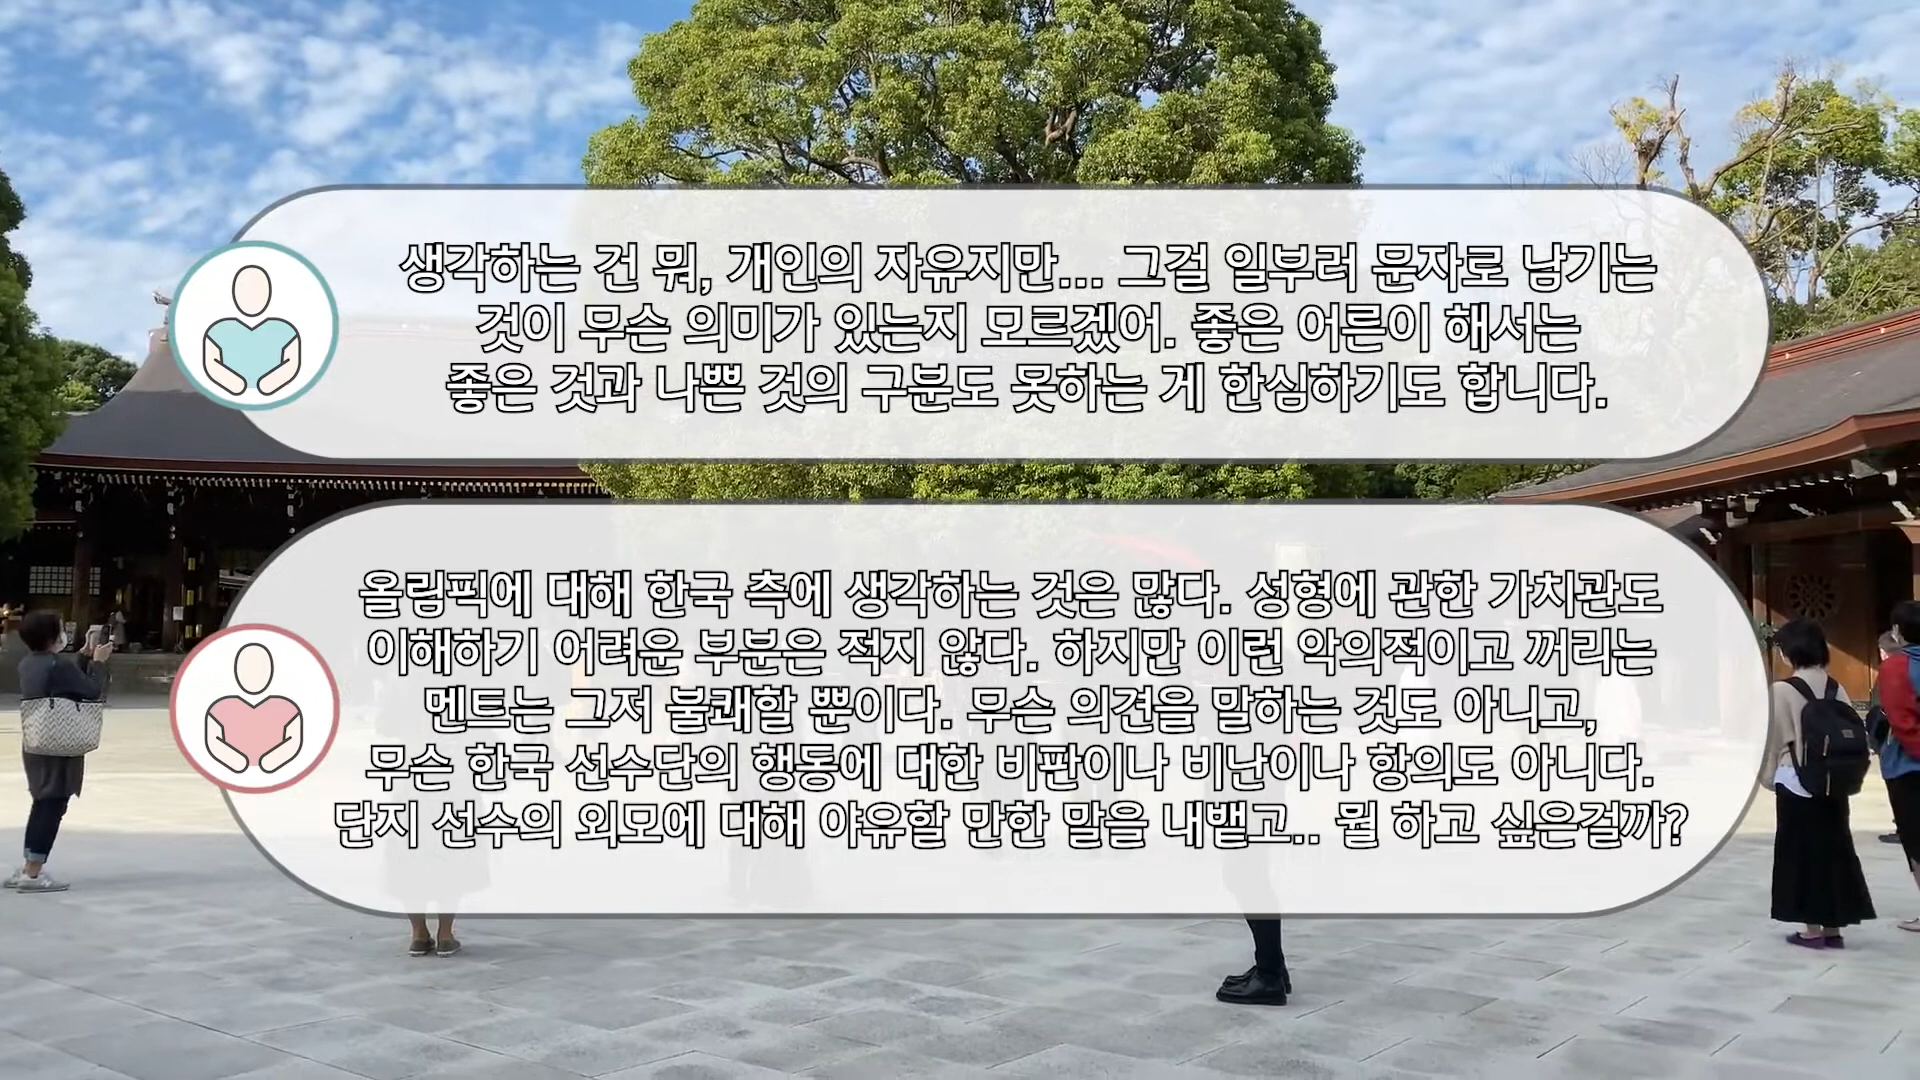 생각하는 건 뭐, 개인의 자유지만... 그걸 일부러 문자로 남기는
것이 무슨 의미가 있는지 모르겠어. 좋은 어른이 해서는
좋은 것과 나쁜 것의 구분도 못하는 게 한심하기도 합니다.
올림픽에 대해 한국 측에 생각하는 것은 많다. 성형에 관한 가치관도
이해하기 어려운 부분은 적지 않다. 하지만 이런 악의적이고 꺼리는
멘트는 그저 불쾌할 뿐이다. 무슨 의견을 말하는 것도 아니고,
무슨 한국 선수단의 행동에 대한 비판이나 비난이나 항의도 아니다.
단지 선수의 외모에 대해 야유할 만한 말을 내뱉고.. 뭘 하고 싶은걸까?